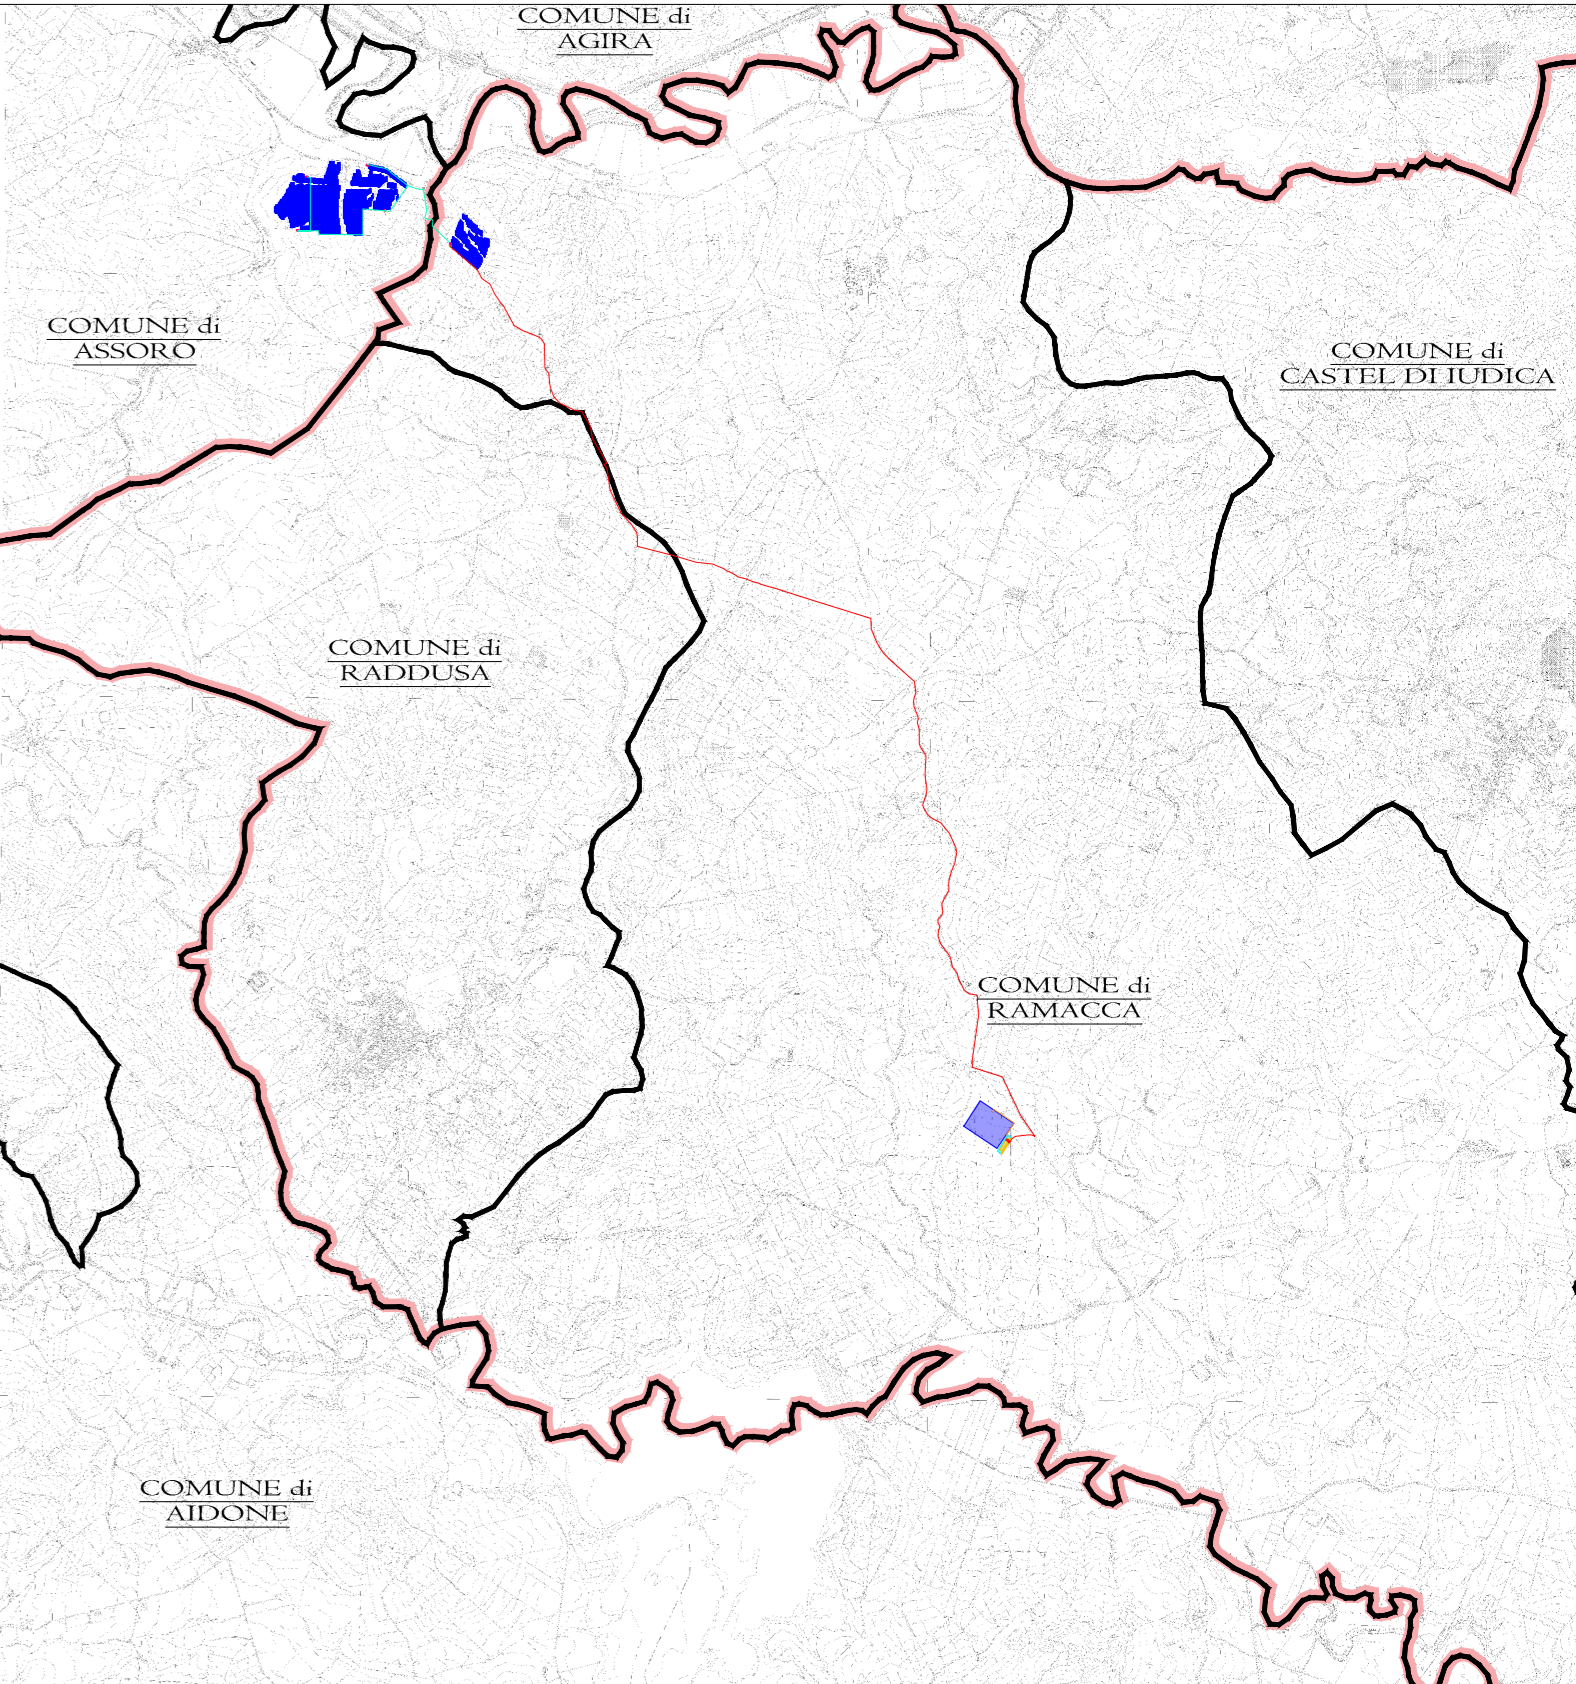 COMUNE di
AGIRA
COMUNE di
ASSORO
COMUNE di
CASTEL DI IUDICA
COMUNE di
RADDUSA
COMUNE di
RAMACCA
COMUNE di
AIDONE